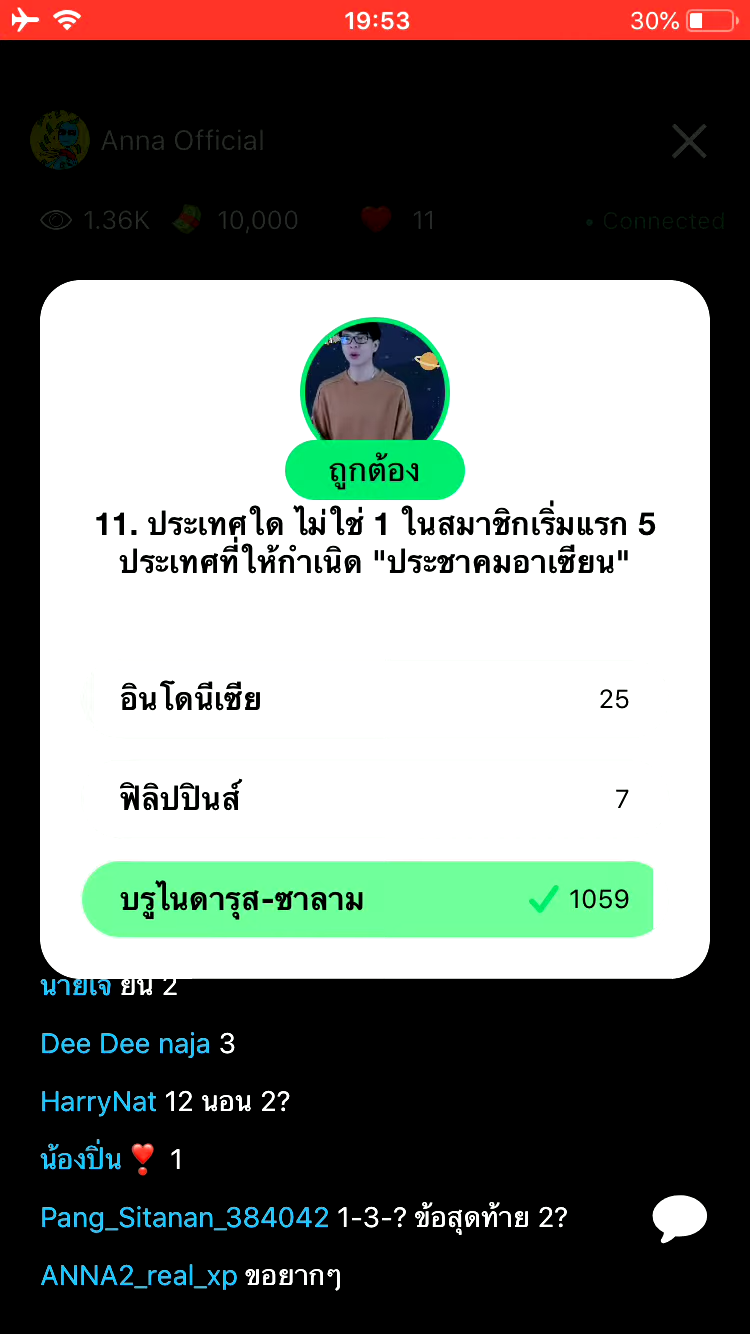 19:53
30%
Anna Official
1.36K 10,000 11 • Connected
ถูกต้อง
11. ประเทศใด ไม่ใช่ 1 ในสมาชิกเริ่มแรก 5
ประเทศที่ให้กำเนิด "ประชาคมอาเซียน"
อินโดนีเซีย 25
ฟิลิปปินส์ 7
บรูไนดารุส-ซาลาม 1059
นายเจ ยืน 2
Dee Dee naja 3
HarryNat 12 นอน 2?
น้องปิ่น❣️ 1
Pang_Sitanan_384042 1-3-? ข้อสุดท้าย 2?
ANNA2_real_xp ขอยากๆ